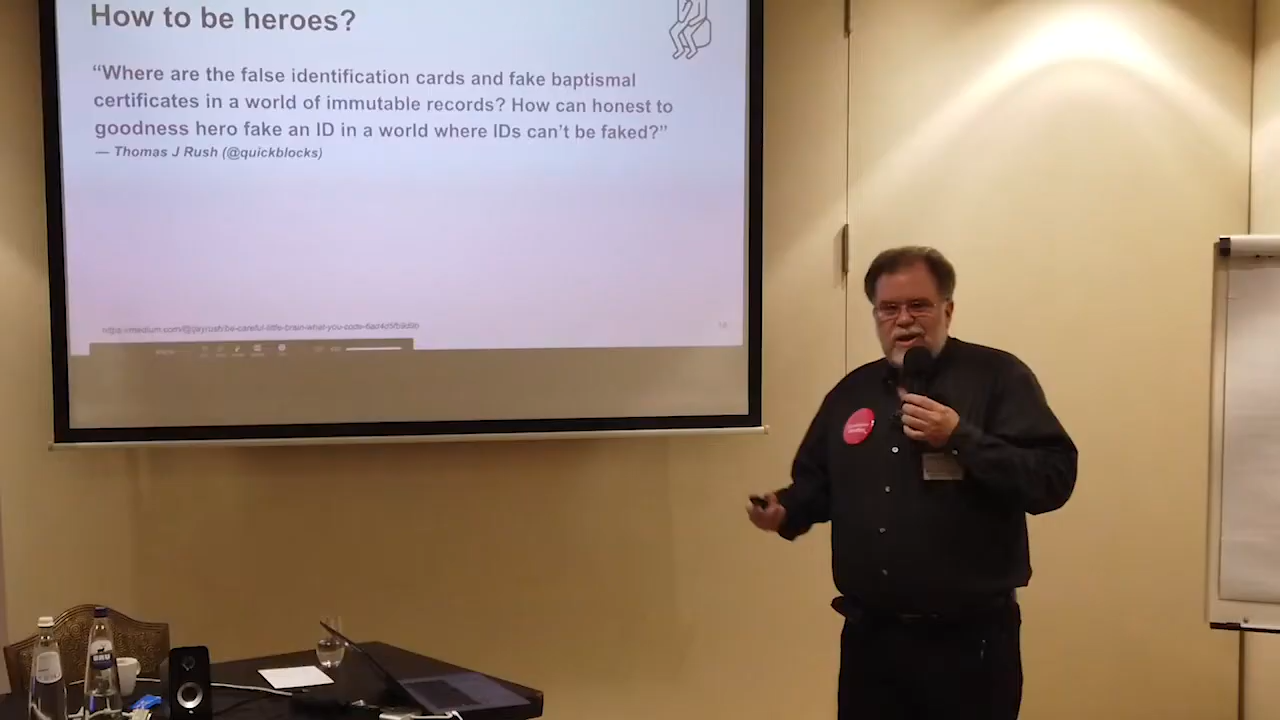 How to be heroes?
“Where are the false identification cards and fake baptismal
certificates in a world of immutable records? How can honest to
goodness hero fake an ID in a world where IDs can’t be faked?”
— Thomas J Rush (@quickblocks)
BRU